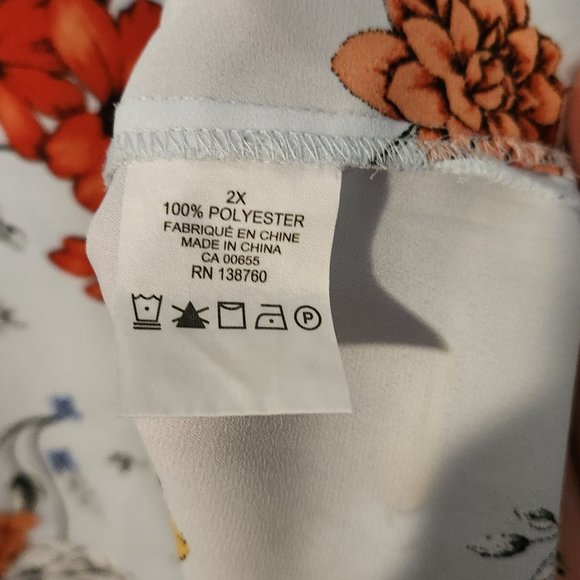 2X
100% POLYESTER
FABRIQUÉ EN CHINE
MADE IN CHINA
CA 00655
RN 138760
P